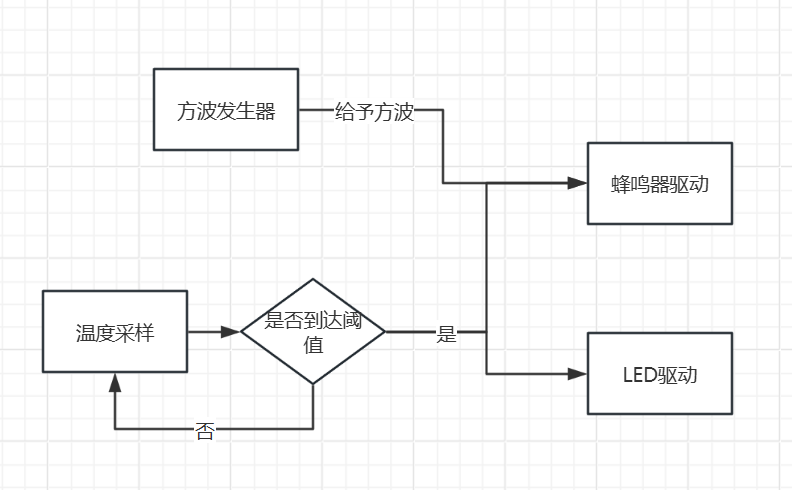 方波发生器
给予方波
蜂鸣器驱动
温度采样
是否到达阈
值
是
LED驱动
否